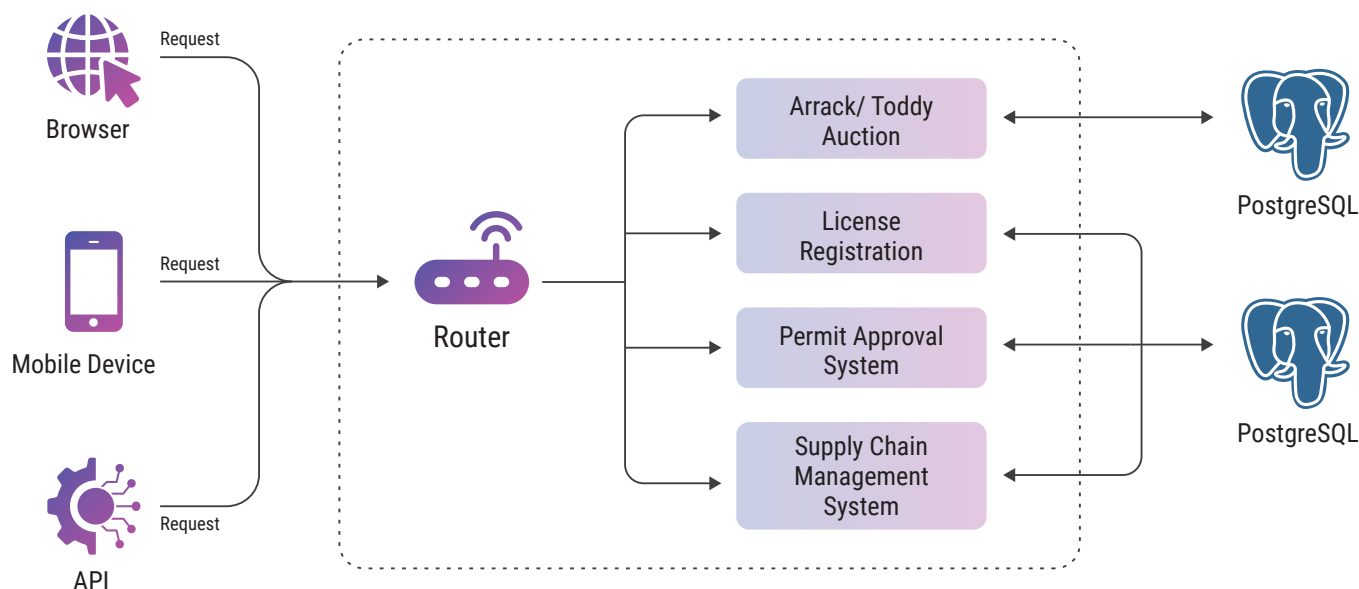 Request
Browser
Request
Mobile Device
Request
API
Router
Arrack/ Toddy
Auction
License
Registration
Permit Approval
System
Supply Chain
Management
System
PostgreSQL
PostgreSQL